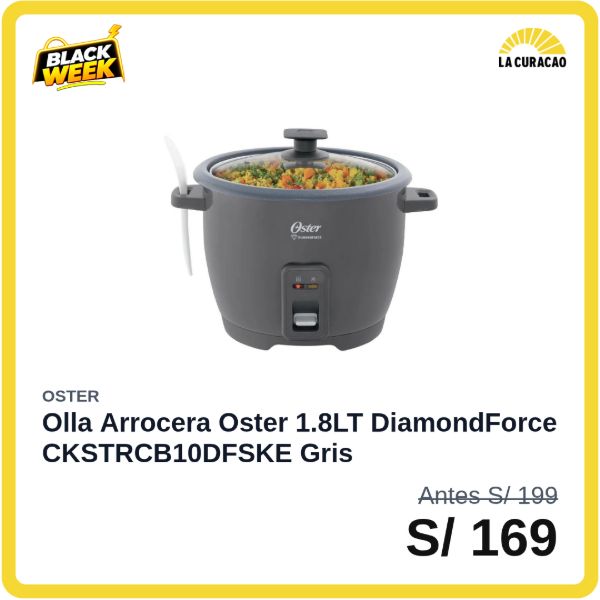 BLACK
WEEK
LA CURACAO
Oster
OSTER
Olla Arrocera Oster 1.8LT DiamondForce
CKSTRCB10DFSKE Gris
Antes S/ 199
S/ 169